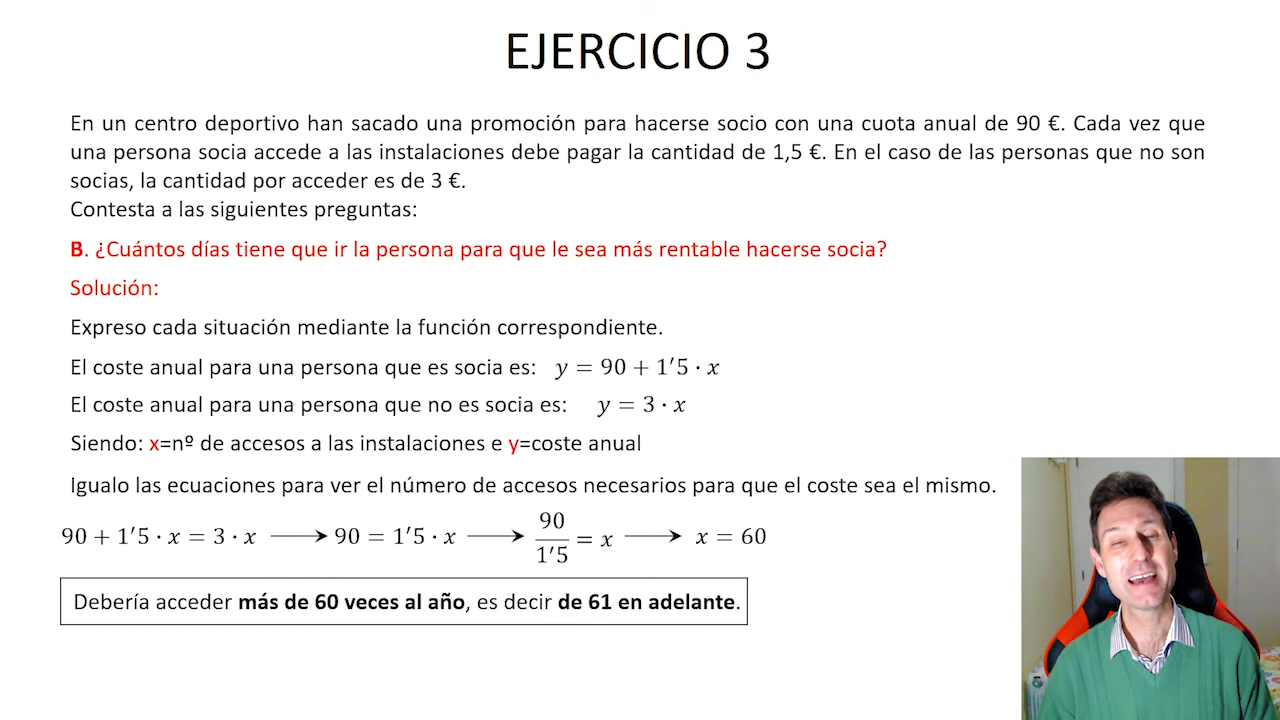 EJERCICIO 3
En un centro deportivo han sacado una promoción para hacerse socio con una cuota anual de 90 €. Cada vez que
una persona socia accede a las instalaciones debe pagar la cantidad de 1,5 €. En el caso de las personas que no son
socias, la cantidad por acceder es de 3 €.
Contesta a las siguientes preguntas:
B. ¿Cuántos días tiene que ir la persona para que le sea más rentable hacerse socia?
Solución:
Expreso cada situación mediante la función correspondiente.
El coste anual para una persona que es socia es: y = 90 + 1′5 · x
El coste anual para una persona que no es socia es: y = 3 · x
Siendo: x=nº de accesos a las instalaciones e y=coste anual
Igualo las ecuaciones para ver el número de accesos necesarios para que el coste sea el mismo.
90 + 1′5 · x = 3 · x ⟶ 90 = 1′5 · x ⟶ 90/1′5 = x ⟶ x = 60
Debería acceder más de 60 veces al año, es decir de 61 en adelante.